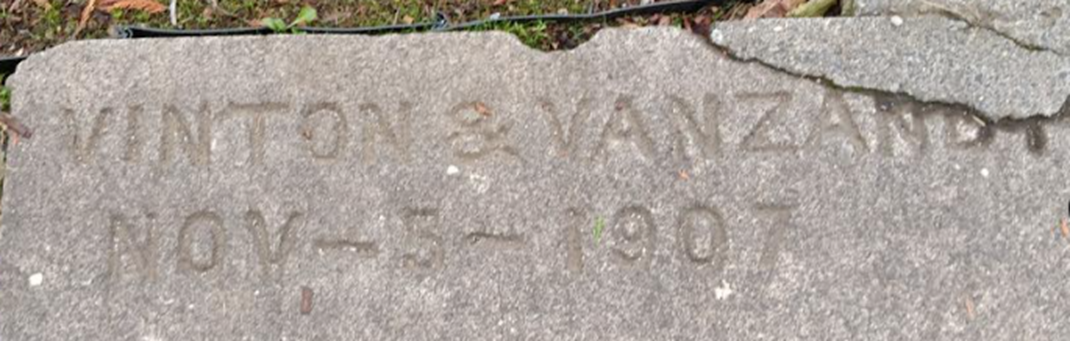 VINTON & VANZANDT
NOV-5-1907